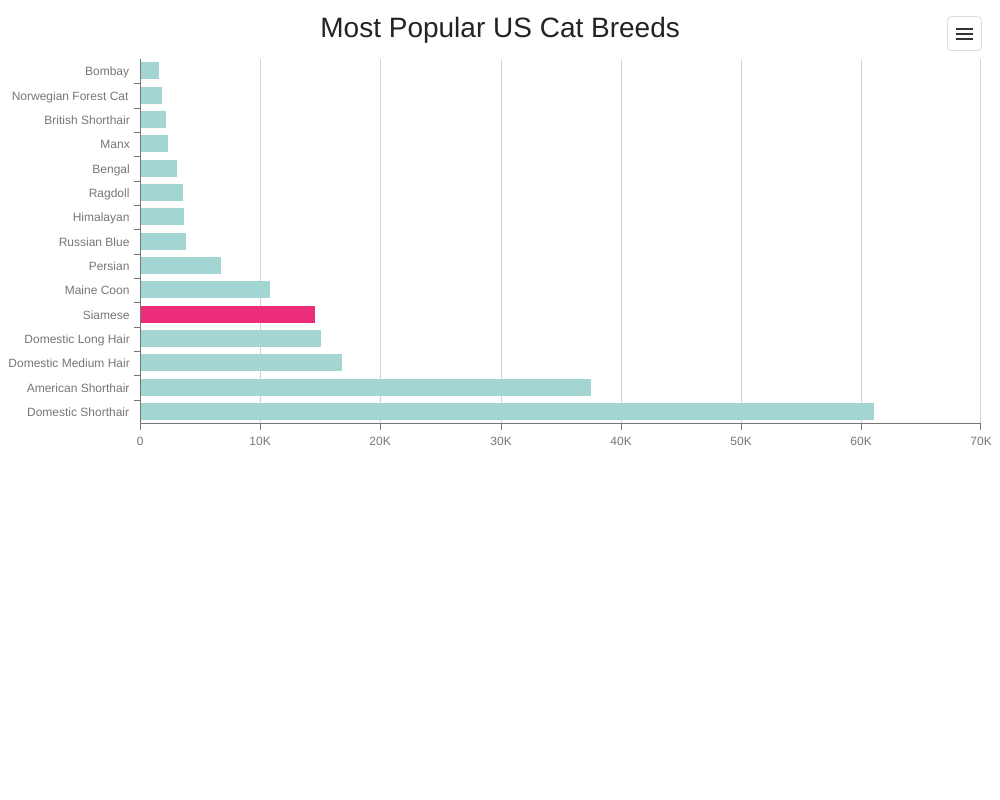 Most Popular US Cat Breeds
Bombay
Norwegian Forest Cat
British Shorthair
Manx
Bengal
Ragdoll
Himalayan
Russian Blue
Persian
Maine Coon
Siamese
Domestic Long Hair
Domestic Medium Hair
American Shorthair
Domestic Shorthair
0 10K 20K 30K 40K 50K 60K 70K